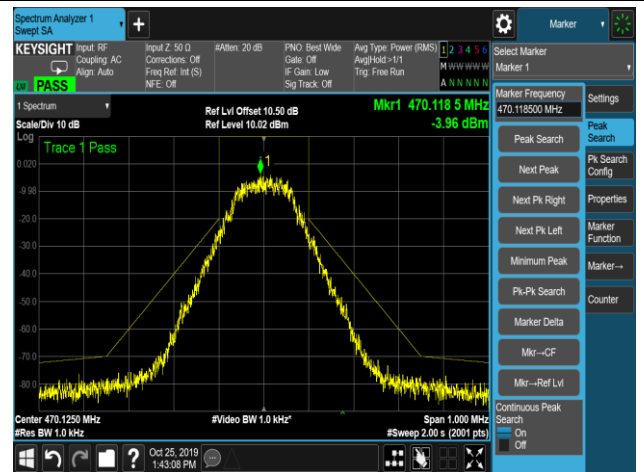 Spectrum Analyzer 1
Swept SA
Marker
KEYSIGHT
Input: RF
Coupling: AC
Align: Auto
Input Z: 50 Ω
Corrections: Off
Freq Ref: Int (S)
NFE: Off
#Atten: 20 dB
PNO: Best Wide
Gate: Off
IF Gain: Low
Sig Track: Off
Avg Type: Power (RMS)
Avg|Hold:>1/1
Trig: Free Run
1 2 3 4 5 6
M W W W W W
A N N N N N
LXI
PASS
1 Spectrum
Scale/Div 10 dB
Ref Lvl Offset 10.50 dB
Ref Level 10.02 dBm
Mkr1 470.118 5 MHz
-3.96 dBm
Log
Trace 1 Pass
1
0.020
-9.98
-20.0
-30.0
-40.0
-50.0
-60.0
-70.0
-80.0
Center 470.1250 MHz
#Res BW 1.0 kHz
#Video BW 1.0 kHz*
Span 1.000 MHz
#Sweep 2.00 s (2001 pts)
Select Marker
Marker 1
Marker Frequency
470.118500 MHz
Peak Search
Next Peak
Next Pk Right
Next Pk Left
Minimum Peak
Pk-Pk Search
Marker Delta
Mkr→CF
Mkr→Ref Lvl
Continuous Peak
Search
On
Off
Settings
Peak
Search
Pk Search
Config
Properties
Marker
Function
Marker→
Counter
?
Oct 25, 2019
1:43:08 PM